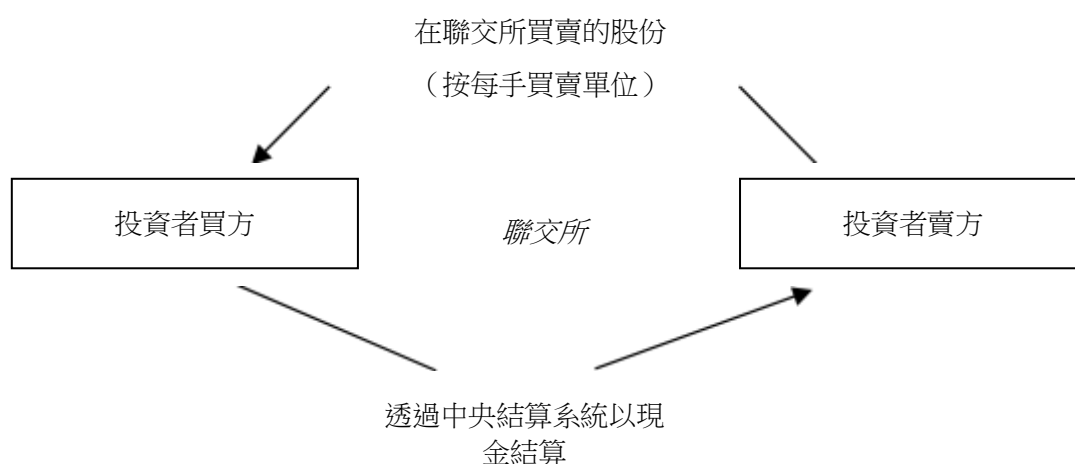 在聯交所買賣的股份
（按每手買賣單位）
投資者買方
聯交所
投資者賣方
透過中央結算系統以現
金結算